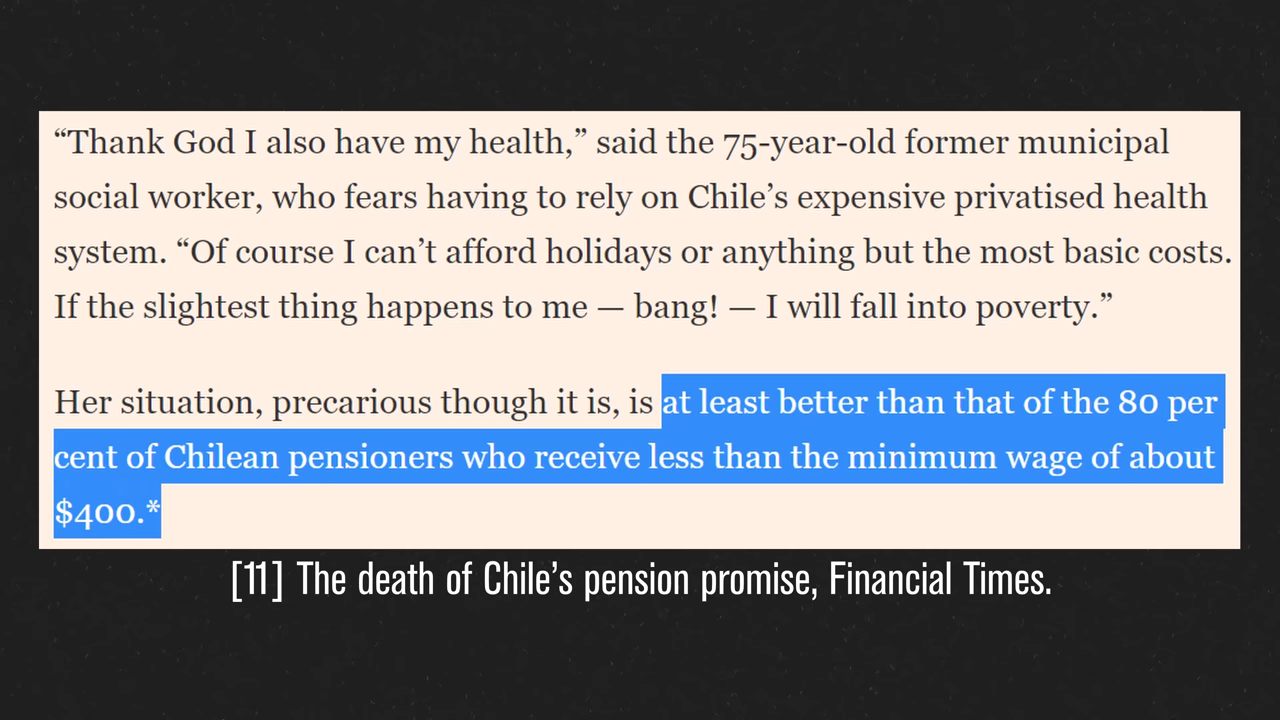 “Thank God I also have my health,” said the 75-year-old former municipal
social worker, who fears having to rely on Chile’s expensive privatised health
system. “Of course I can’t afford holidays or anything but the most basic costs.
If the slightest thing happens to me — bang! — I will fall into poverty.”
Her situation, precarious though it is, is at least better than that of the 80 per
cent of Chilean pensioners who receive less than the minimum wage of about
$400.*
[11] The death of Chile’s pension promise, Financial Times.